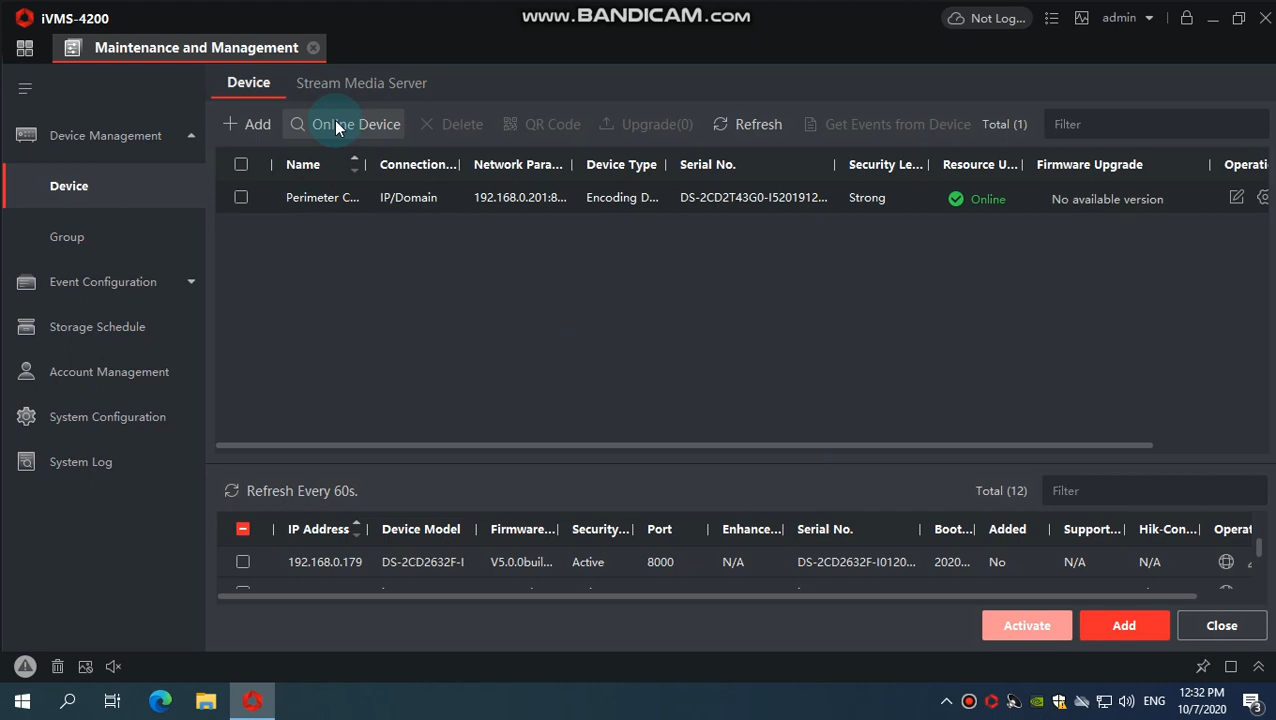 iVMS-4200
www.BANDICAM.com
Not Log...
admin
Maintenance and Management
Device
Stream Media Server
Add
Online Device
Delete
QR Code
Upgrade(0)
Refresh
Get Events from Device
Total (1)
Filter
Device Management
Device
Group
Event Configuration
Storage Schedule
Account Management
System Configuration
System Log
Name
Connection...
Network Para...
Device Type
Serial No.
Security Le...
Resource U...
Firmware Upgrade
Operati
Perimeter C...
IP/Domain
192.168.0.201:8...
Encoding D...
DS-2CD2T43G0-I5201912...
Strong
Online
No available version
Refresh Every 60s.
Total (12)
Filter
IP Address
Device Model
Firmware...
Security...
Port
Enhance...
Serial No.
Boot...
Added
Support...
Hik-Con...
Operat
192.168.0.179
DS-2CD2632F-I
V5.0.0buil...
Active
8000
N/A
DS-2CD2632F-I0120...
2020...
No
N/A
N/A
Activate
Add
Close
ENG
12:32 PM
10/7/2020
3